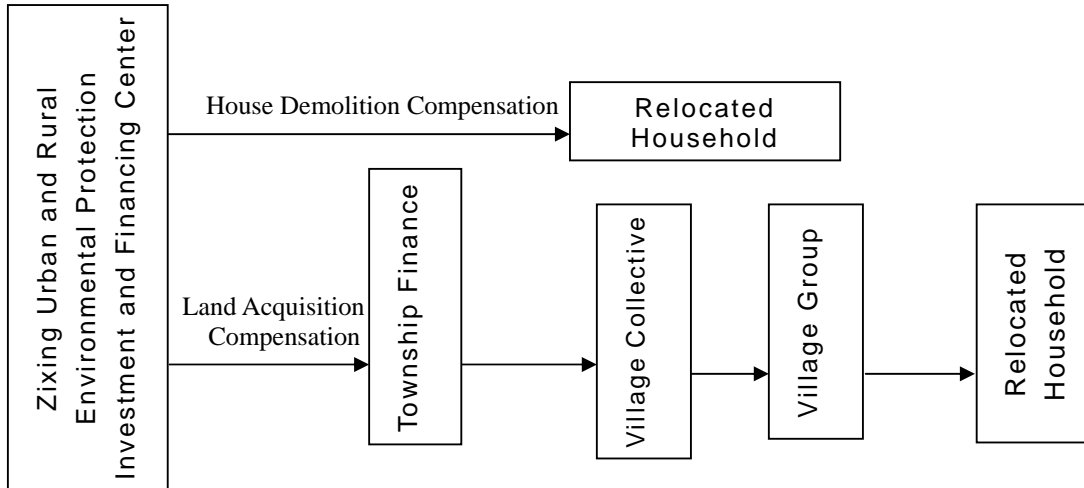 Zixing Urban and Rural
Environmental Protection
Investment and Financing Center
House Demolition Compensation
Relocated
Household
Land Acquisition
Compensation
Township Finance
Village Collective
Village Group
Relocated
Household